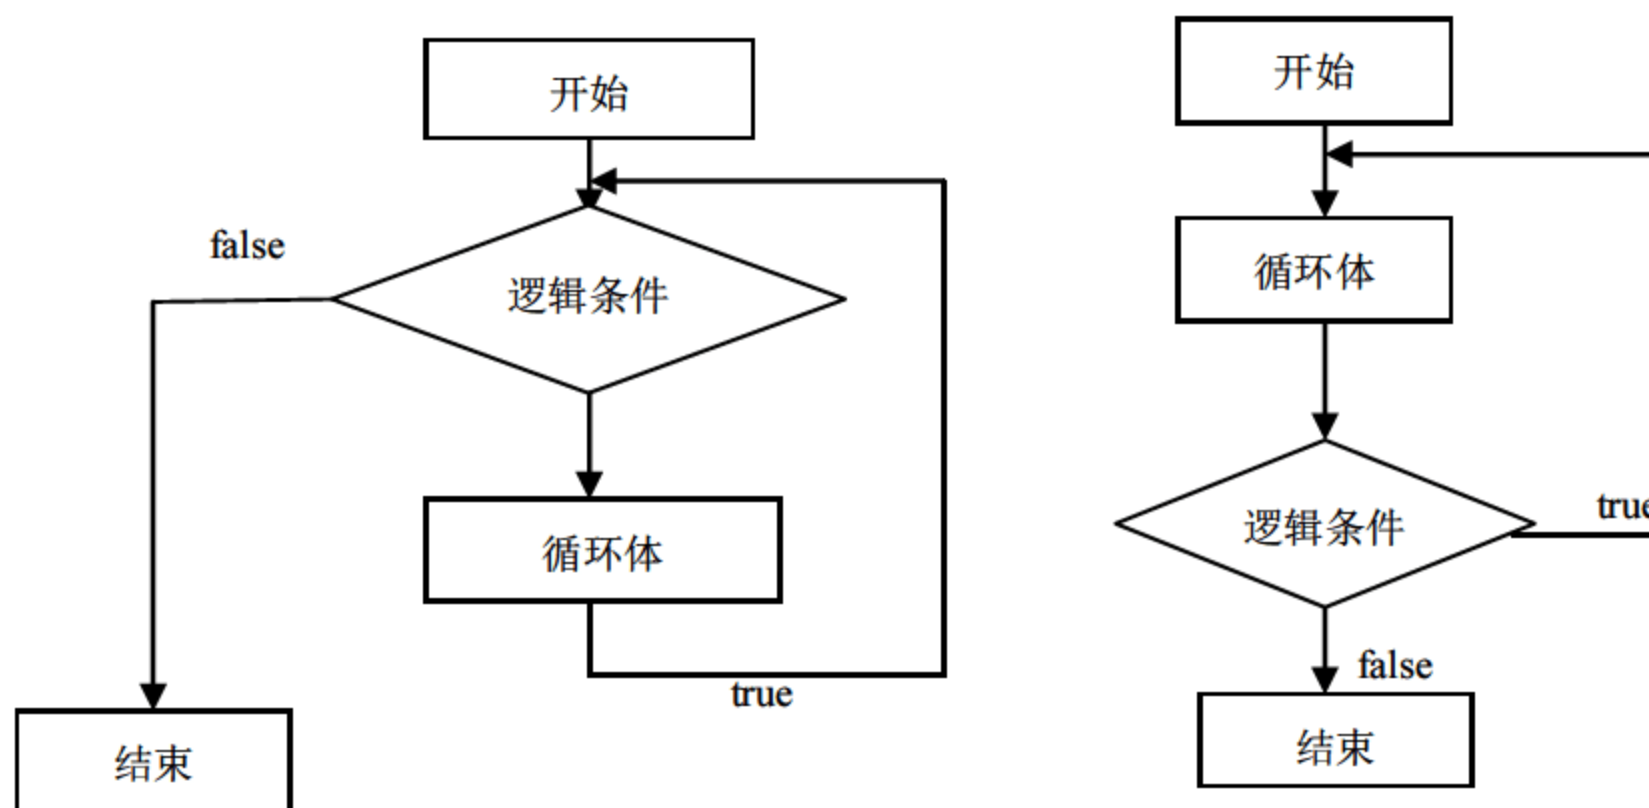 开始
false
逻辑条件
循环体
true
结束
开始
循环体
逻辑条件
true
false
结束